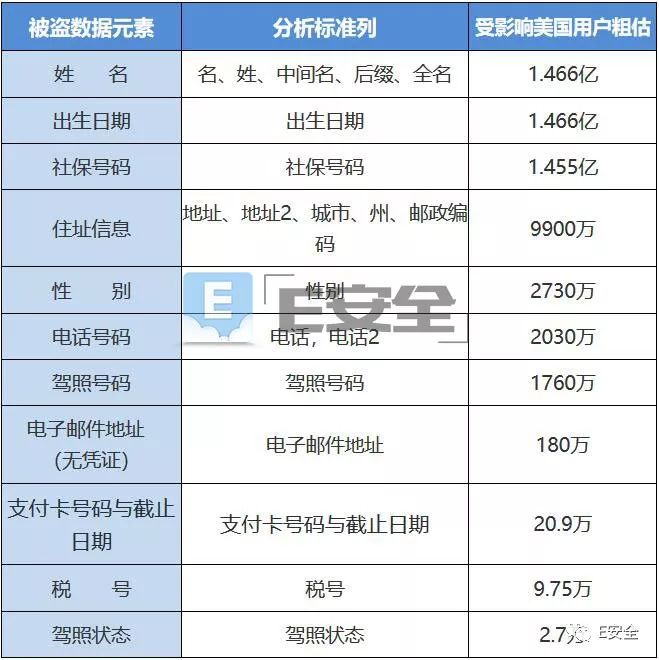 被盗数据元素 分析标准列 受影响美国用户粗估
姓 名 名、姓、中间名、后缀、全名 1.466亿
出生日期 出生日期 1.466亿
社保号码 社保号码 1.455亿
住址信息 地址、地址2、城市、州、邮政编 9900万
码
性 别 性别 2730万
E E安全
电话号码 电话，电话2 2030万
驾照号码 驾照号码 1760万
电子邮件地址 电子邮件地址 180万
（无凭证）
支付卡号码与截止 支付卡号码与截止日期 20.9万
日期
税 号 税号 9.75万
驾照状态 驾照状态 2.7
E安全